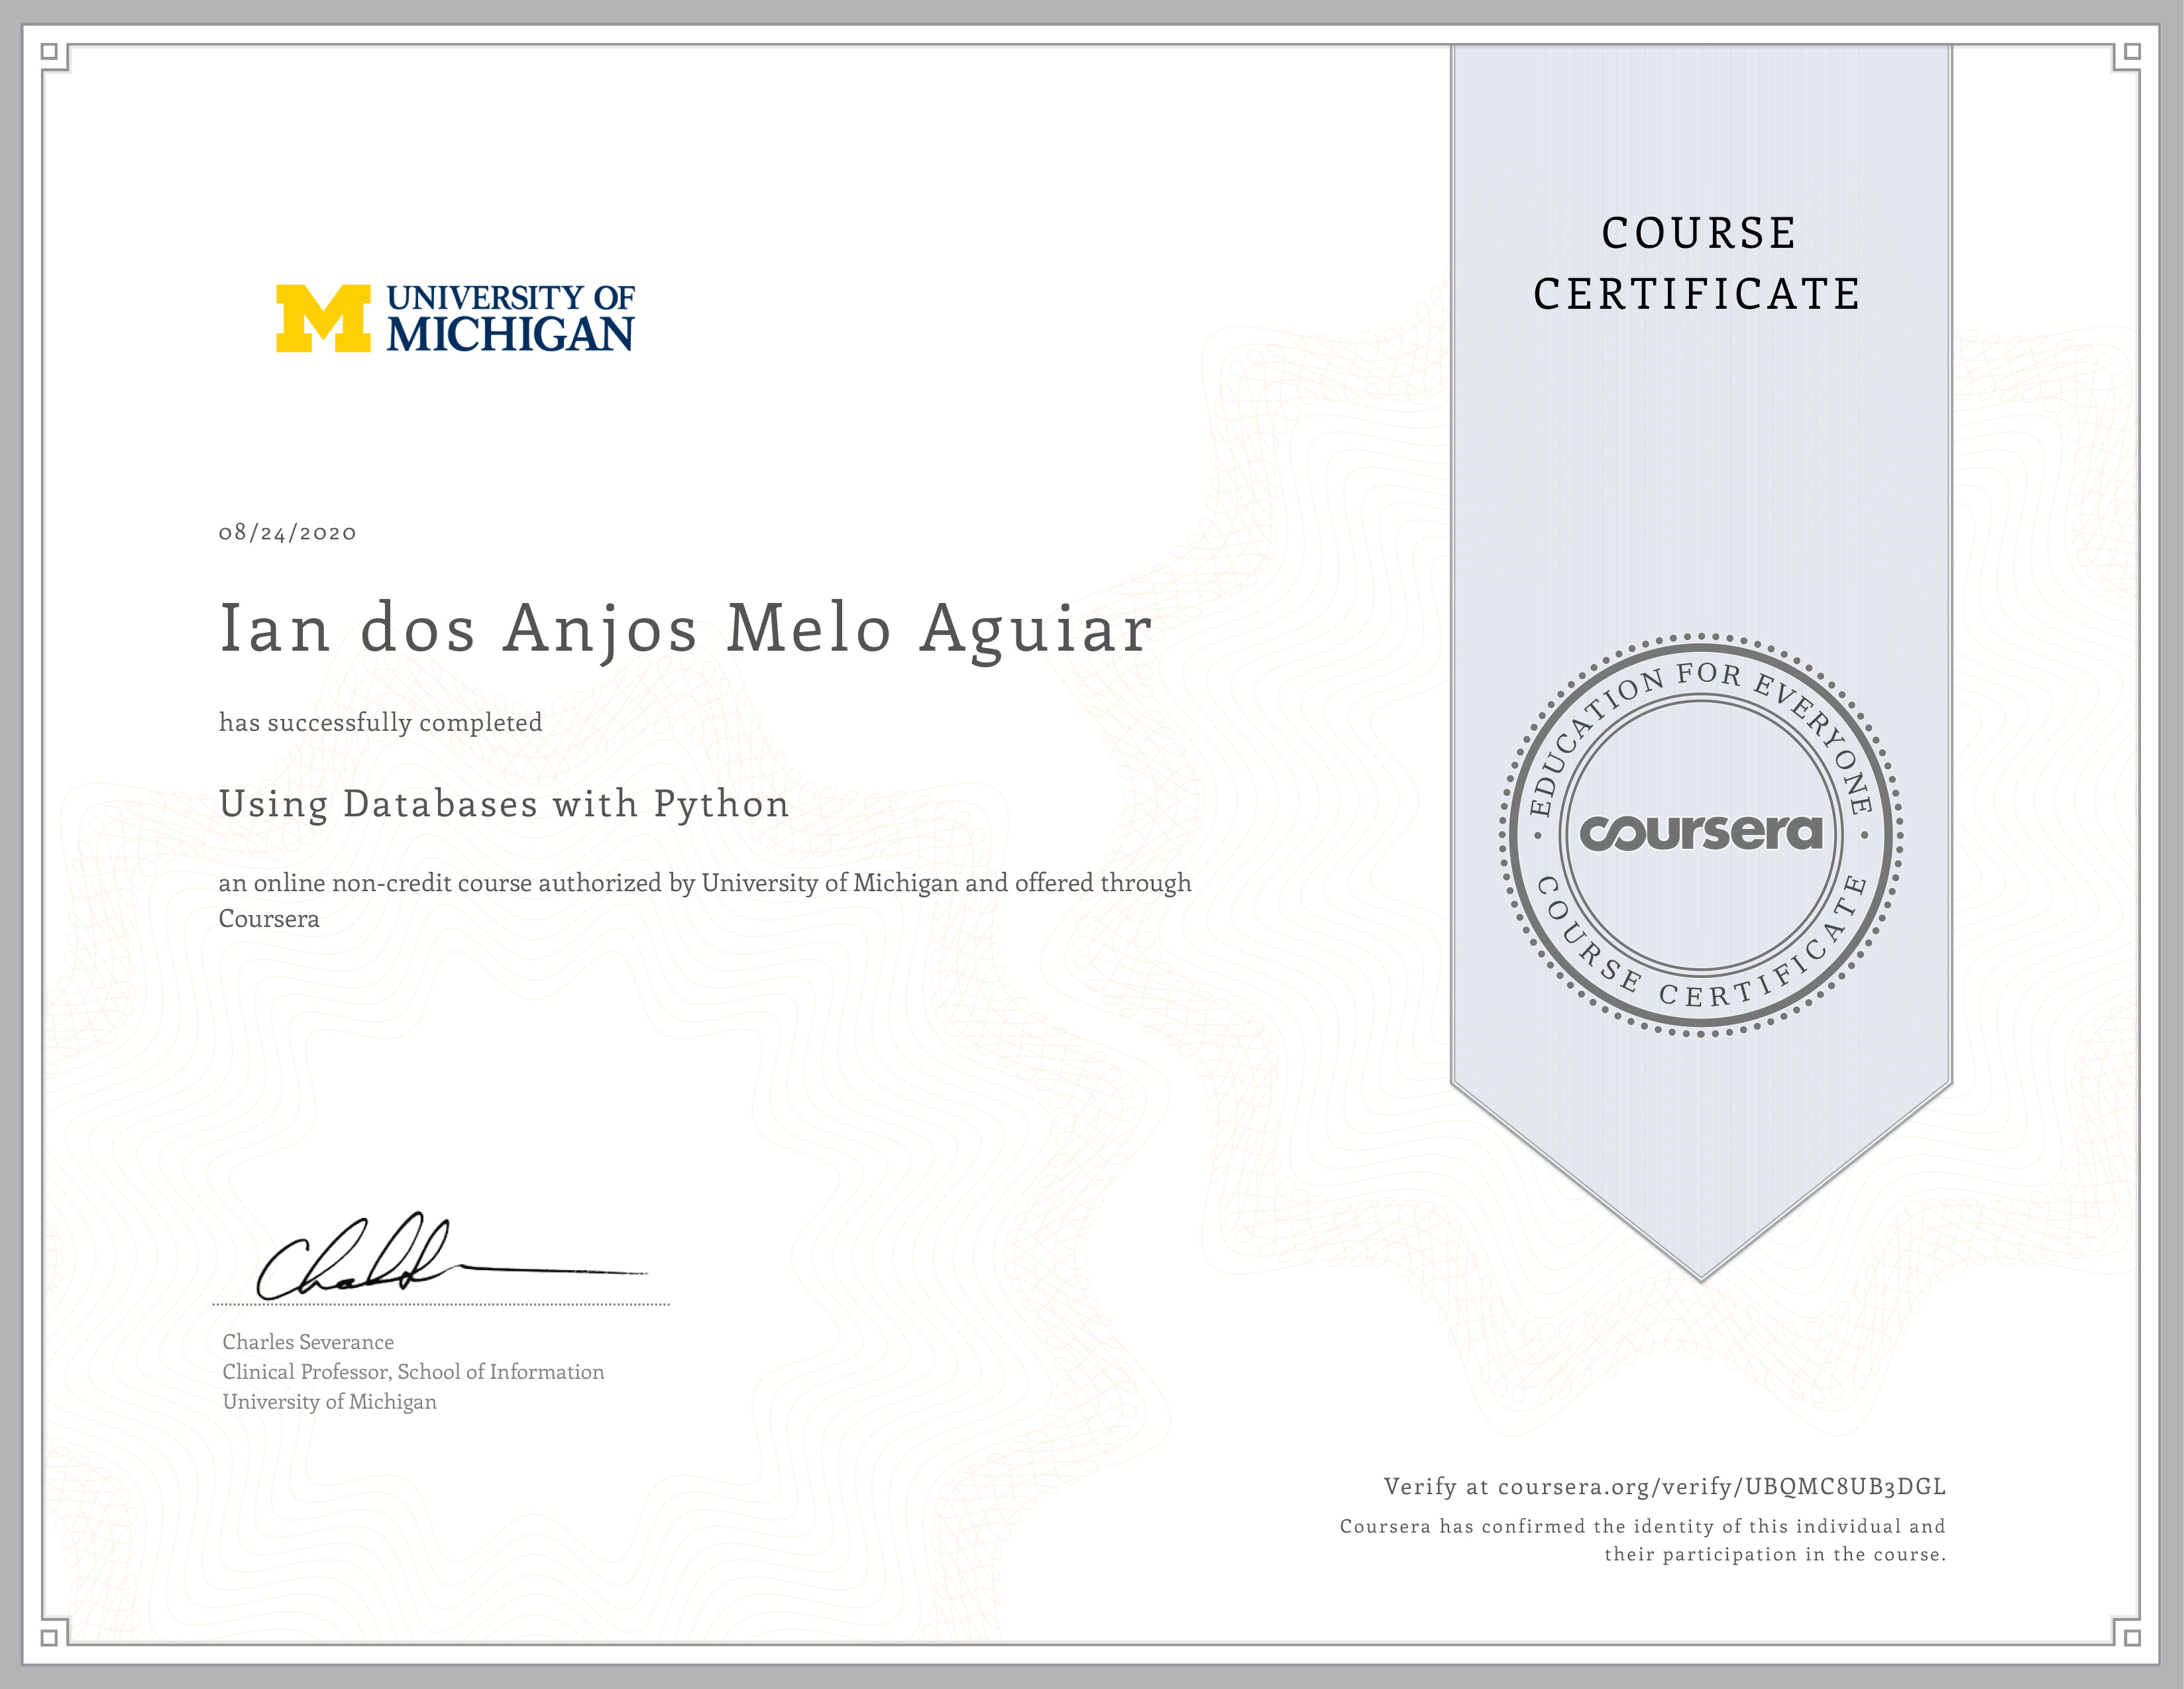 UNIVERSITY OF
MICHIGAN
08/24/2020
Ian dos Anjos Melo Aguiar
has successfully completed
Using Databases with Python
an online non-credit course authorized by University of Michigan and offered through
Coursera
Charles Severance
Clinical Professor, School of Information
University of Michigan
COURSE
CERTIFICATE
EDUCATION FOR EVERYONE
coursera
COURSE CERTIFICATE
Verify at coursera.org/verify/UBQMC8UB3DGL
Coursera has confirmed the identity of this individual and
their participation in the course.